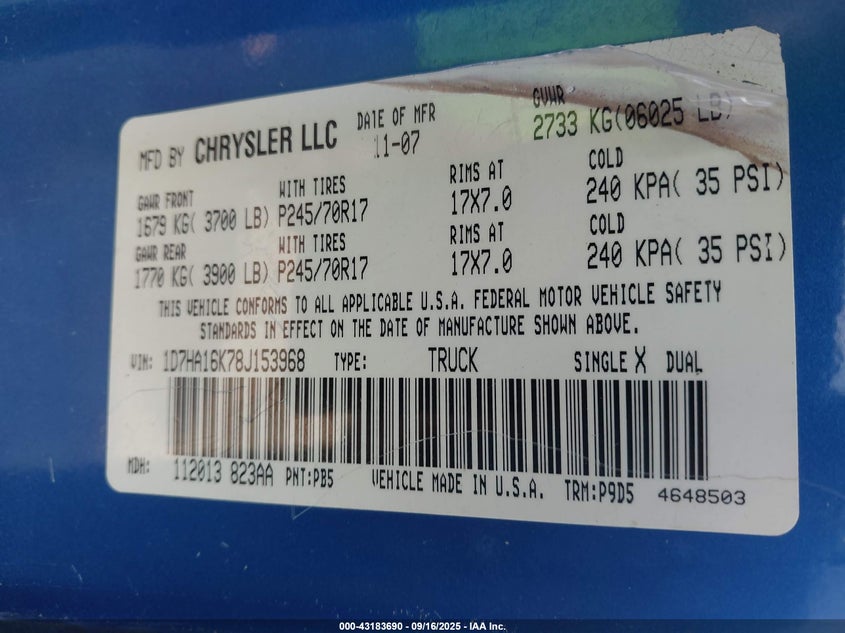 MFD BY CHRYSLER LLC DATE OF MFR 11-07 GVWR 2733 KG(06025 LB)
GAWR FRONT WITH TIRES RIMS AT COLD
1679 KG( 3700 LB) P245/70R17 17X7.0 240 KPA( 35 PSI)
GAWR REAR WITH TIRES RIMS AT COLD
1770 KG( 3900 LB) P245/70R17 17X7.0 240 KPA( 35 PSI)
THIS VEHICLE CONFORMS TO ALL APPLICABLE U.S.A. FEDERAL MOTOR VEHICLE SAFETY
STANDARDS IN EFFECT ON THE DATE OF MANUFACTURE SHOWN ABOVE.
VIN: 1D7HA16K78J153968 TYPE: TRUCK SINGLE X DUAL
MDH: 112013 823AA PNT:PB5 VEHICLE MADE IN U.S.A. TRM:P9D5 4648503
000-43183690 - 09/16/2025 - IAA Inc.